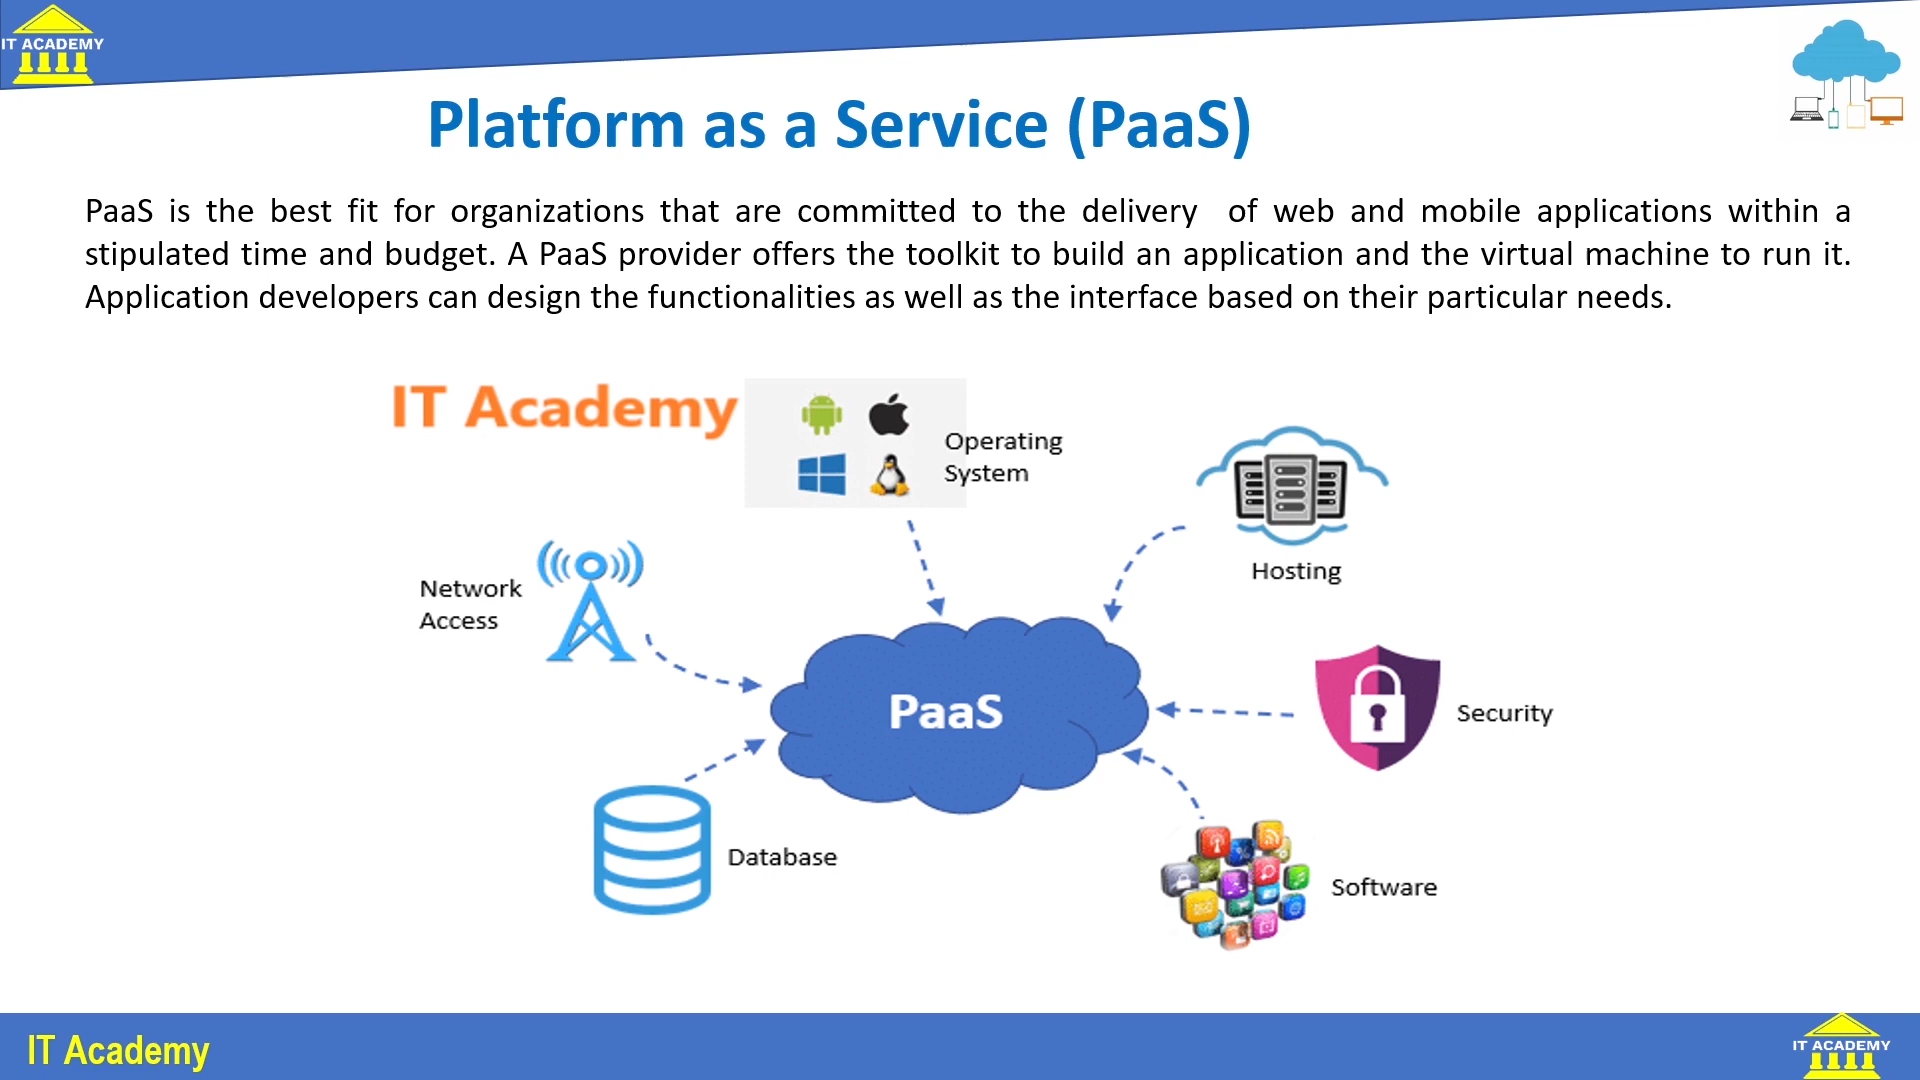 IT ACADEMY
Platform as a Service (PaaS)
PaaS is the best fit for organizations that are committed to the delivery of web and mobile applications within a
stipulated time and budget. A PaaS provider offers the toolkit to build an application and the virtual machine to run it.
Application developers can design the functionalities as well as the interface based on their particular needs.
IT Academy
Operating
System
Hosting
Network
Access
PaaS
Security
Database
Software
IT Academy
IT ACADEMY